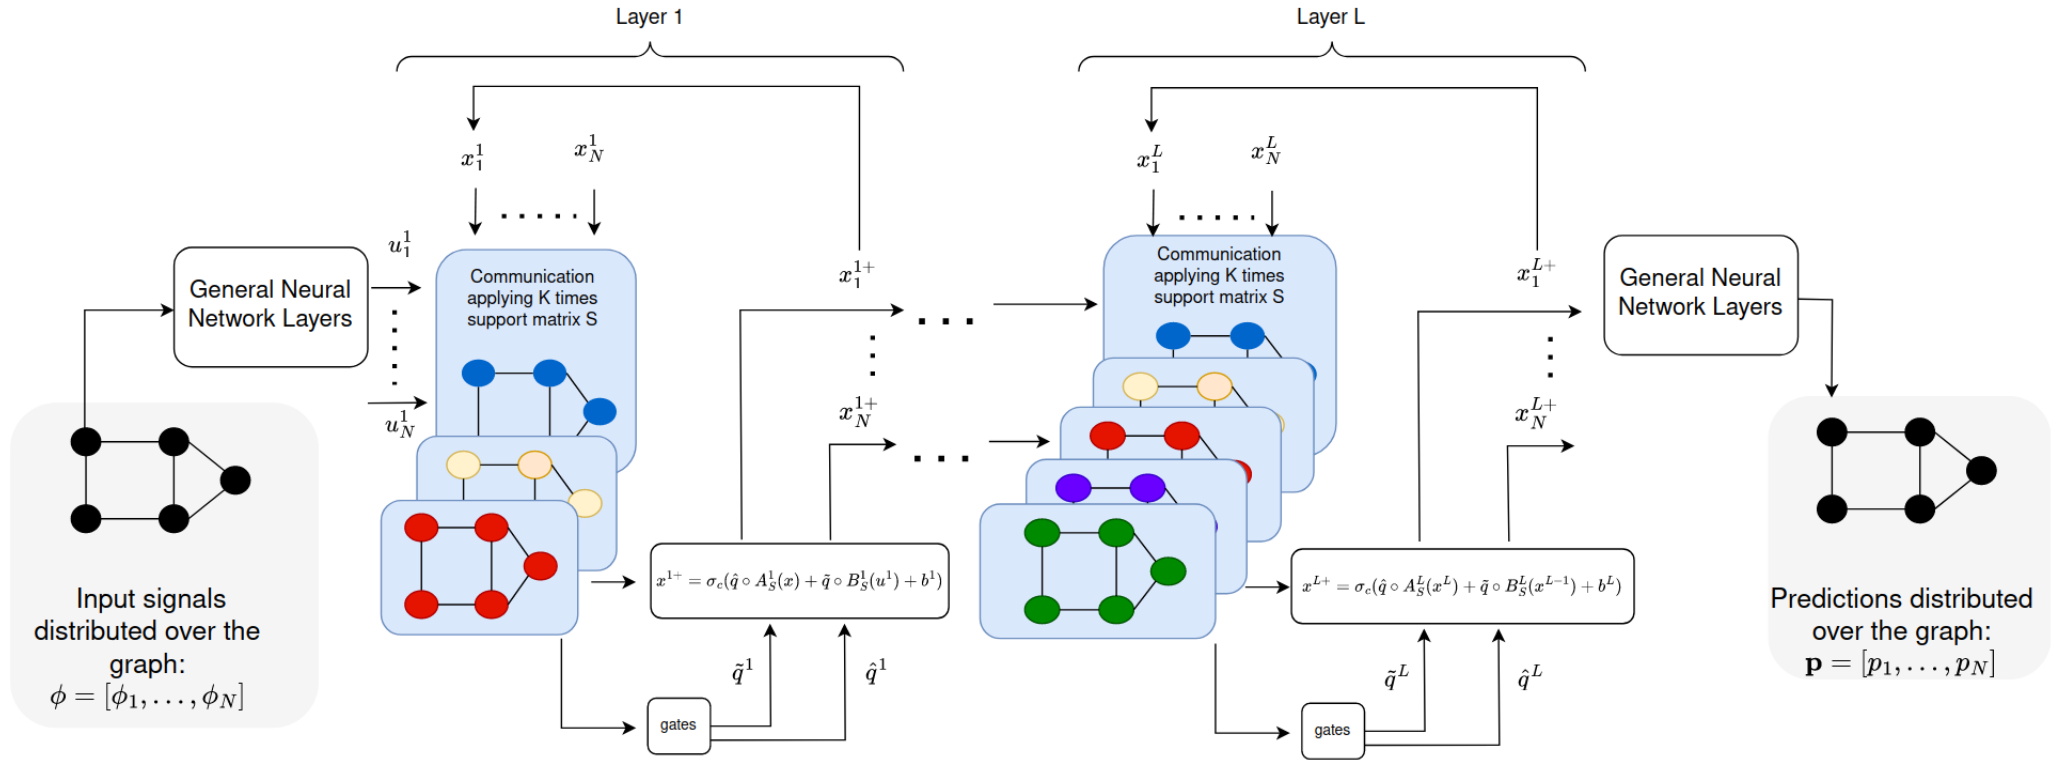 Layer 1
Layer L
x_1^1
x_N^1
x_1^L
x_N^L
u_1^1
General Neural
Network Layers
u_N^1
Communication
applying K times
support matrix S
x_1^{1+}
x_N^{1+}
. . .
. . .
Communication
applying K times
support matrix S
x_1^{L+}
x_N^{L+}
General Neural
Network Layers
Input signals
distributed over the
graph:
ϕ = [ϕ_1, . . . , ϕ_N]
x^{1+} = σ_c(q̂ ∘ A_S^1(x) + q̃ ∘ B_S^1(u^1) + b^1)
q̃^1
q̂^1
gates
x^{L+} = σ_c(q̂ ∘ A_S^L(x^L) + q̃ ∘ B_S^L(x^{L−1}) + b^L)
q̃^L
q̂^L
gates
Predictions distributed
over the graph:
p = [p_1, . . . , p_N]